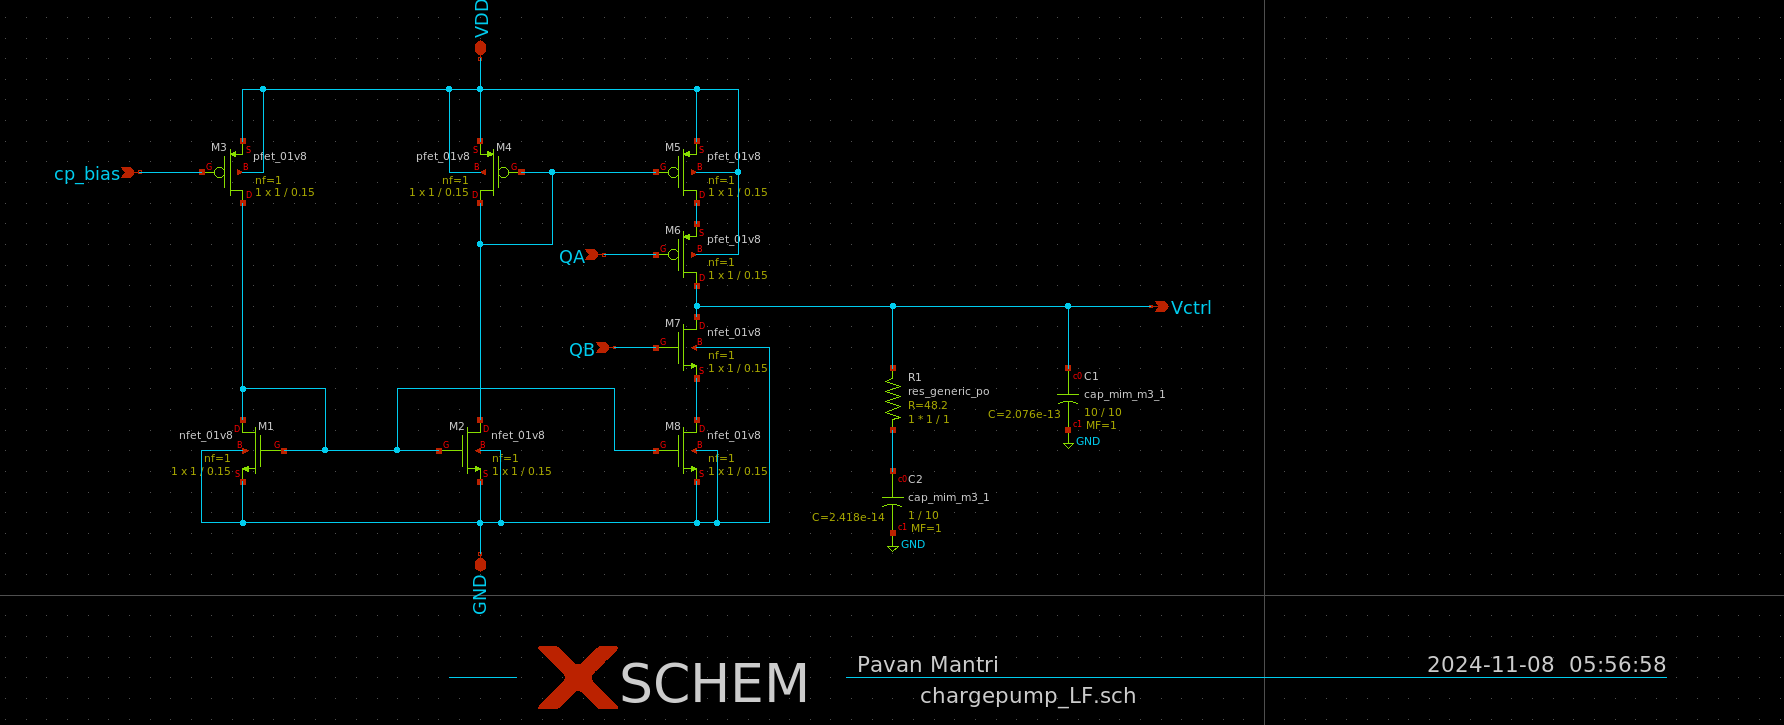 VDD
cp_bias
M3
G
S
B
D
pfet_01v8
nf=1
1 x 1 / 0.15
M4
S
B
G
D
pfet_01v8
nf=1
1 x 1 / 0.15
M5
G
S
B
D
pfet_01v8
nf=1
1 x 1 / 0.15
QA
M6
G
S
B
D
pfet_01v8
nf=1
1 x 1 / 0.15
Vctrl
QB
M7
G
D
B
S
nfet_01v8
nf=1
1 x 1 / 0.15
R1
res_generic_po
R=48.2
1 * 1 / 1
c0
C1
cap_mim_m3_1
C=2.076e-13
10 / 10
c1
MF=1
GND
M1
D
B
G
S
nfet_01v8
nf=1
1 x 1 / 0.15
M2
G
D
B
S
nfet_01v8
nf=1
1 x 1 / 0.15
M8
G
D
B
S
nfet_01v8
nf=1
1 x 1 / 0.15
c0
C2
cap_mim_m3_1
C=2.418e-14
1 / 10
c1
MF=1
GND
GND
XSCHEM
Pavan Mantri
2024-11-08 05:56:58
chargepump_LF.sch